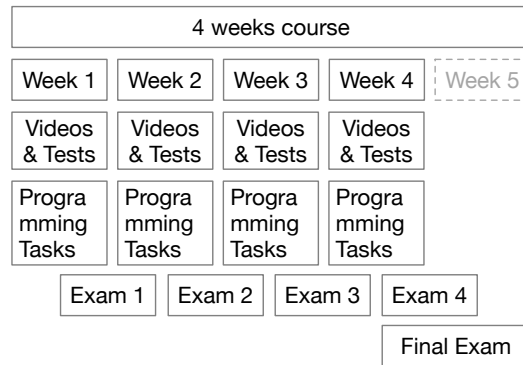 4 weeks course
Week 1 Week 2 Week 3 Week 4 Week 5
Videos Videos Videos Videos
& Tests & Tests & Tests & Tests
Progra Progra Progra Progra
mming mming mming mming
Tasks Tasks Tasks Tasks
Exam 1 Exam 2 Exam 3 Exam 4
Final Exam